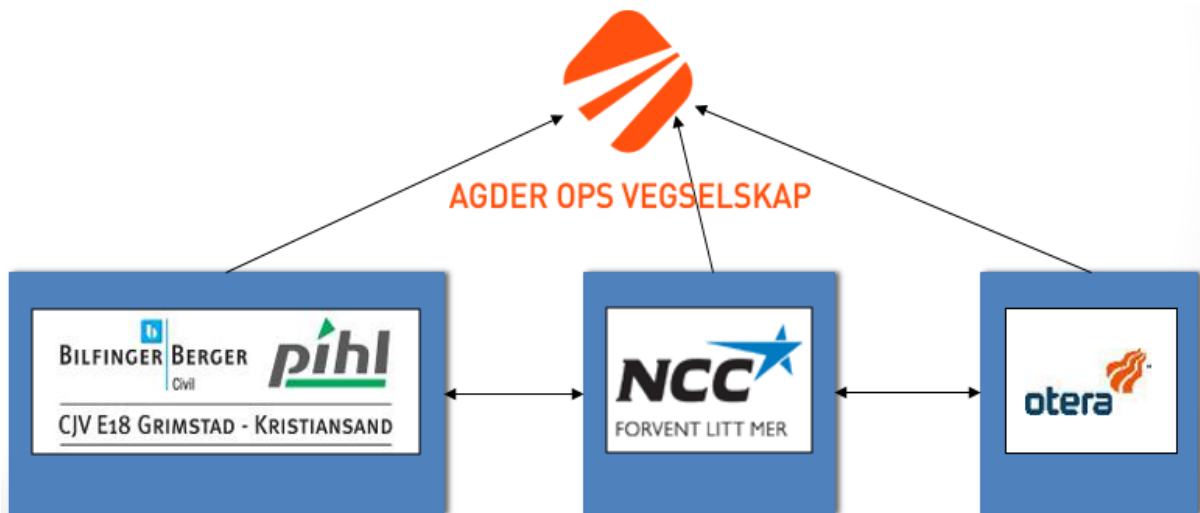 AGDER OPS VEGSELSKAP
b
BILFINGER BERGER
Civil
pihl
CJV E18 GRIMSTAD - KRISTIANSAND
NCC
FORVENT LITT MER
otera